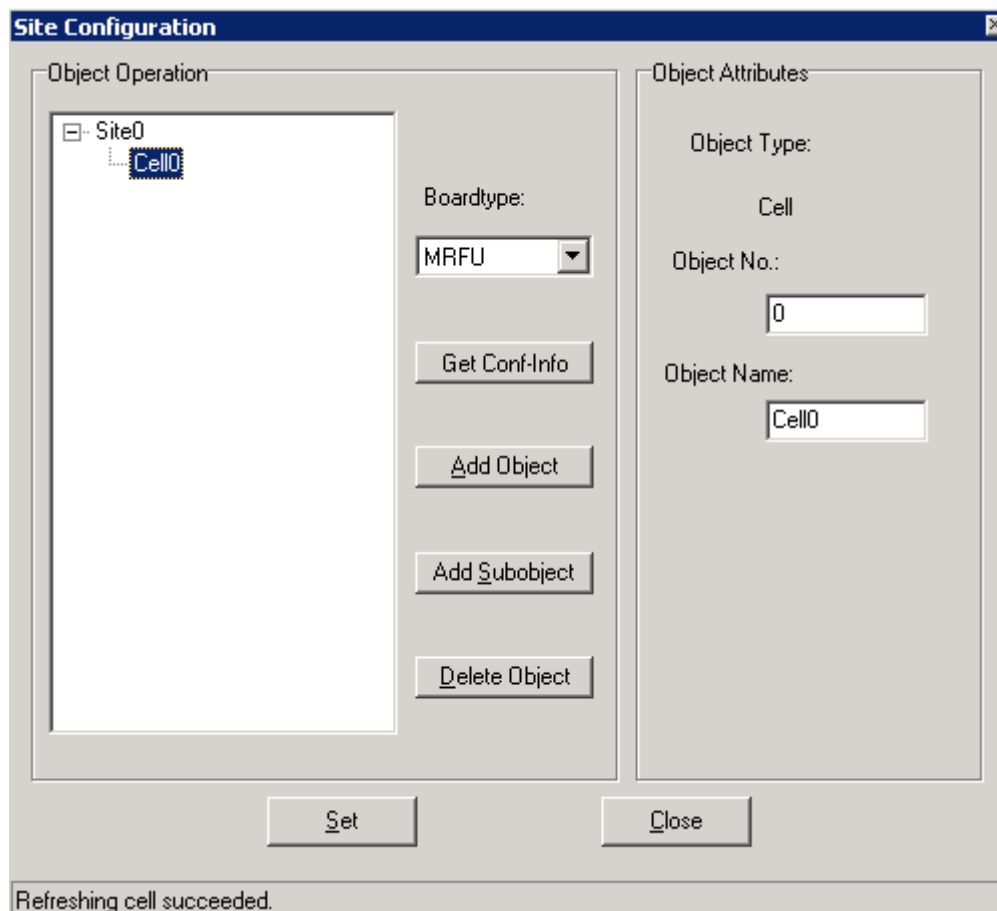 Site Configuration
Object Operation
Site0
Cell0
Boardtype:
MRFU
Get Conf-Info
Add Object
Add Subobject
Delete Object
Object Attributes
Object Type:
Cell
Object No.:
0
Object Name:
Cell0
Set
Close
Refreshing cell succeeded.